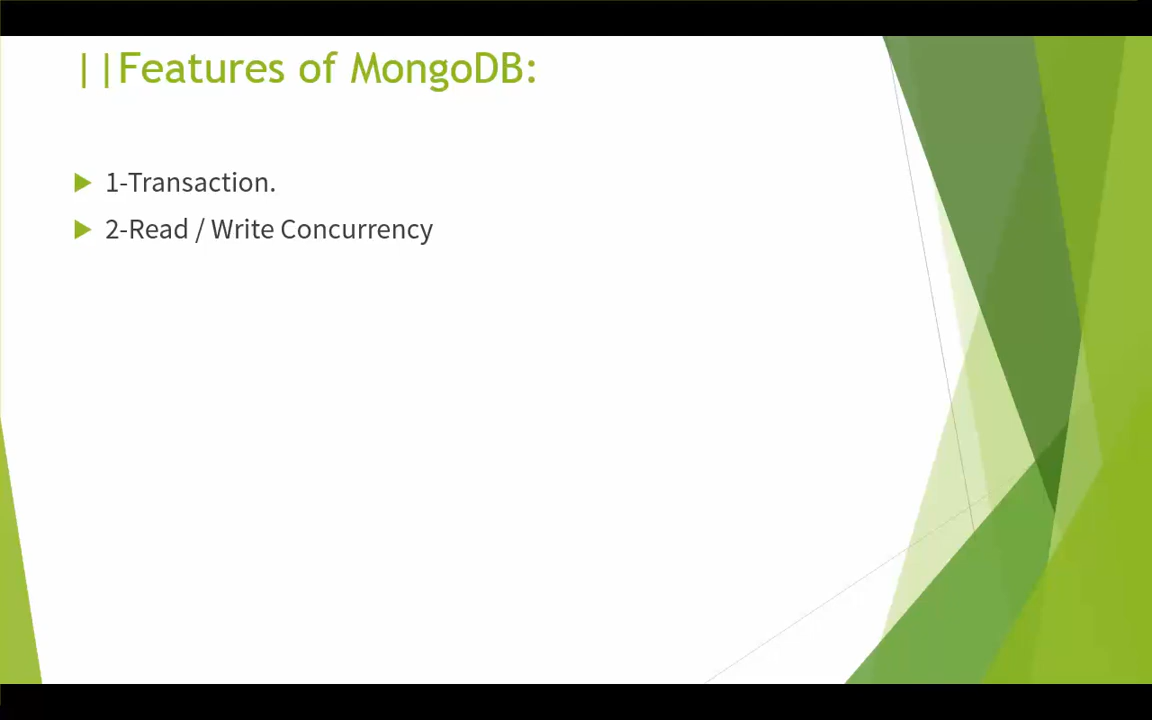 ||Features of MongoDB:
1-Transaction.
2-Read / Write Concurrency